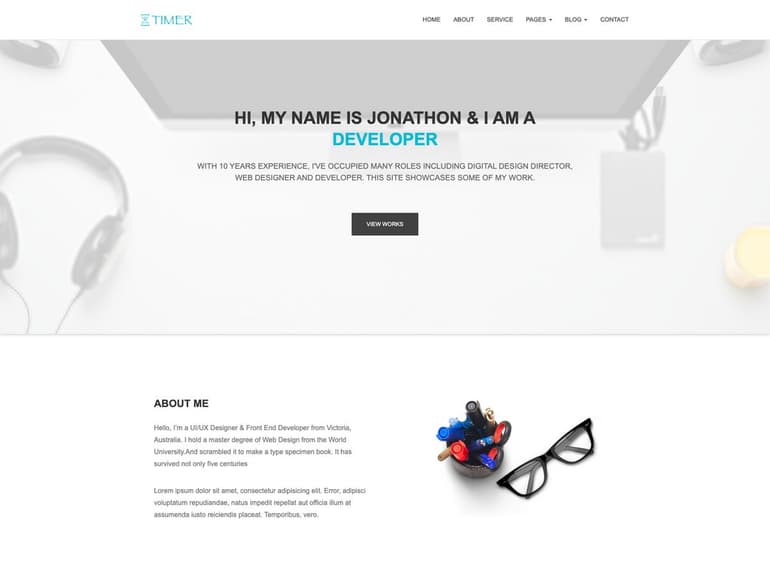 TIMER
HOME ABOUT SERVICE PAGES BLOG CONTACT
HI, MY NAME IS JONATHON & I AM A
DEVELOPER
WITH 10 YEARS EXPERIENCE, I'VE OCCUPIED MANY ROLES INCLUDING DIGITAL DESIGN DIRECTOR,
WEB DESIGNER AND DEVELOPER. THIS SITE SHOWCASES SOME OF MY WORK.
VIEW WORKS
ABOUT ME
Hello, I'm a UI/UX Designer & Front End Developer from Victoria,
Australia. I hold a master degree of Web Design from the World
University.And scrambled it to make a type specimen book. It has
survived not only five centuries
Lorem ipsum dolor sit amet, consectetur adipisicing elit. Error, adipisci
voluptatum repudiandae, natus impedit repellat aut officia illum at
assumenda iusto reiciendis placeat. Temporibus, vero.